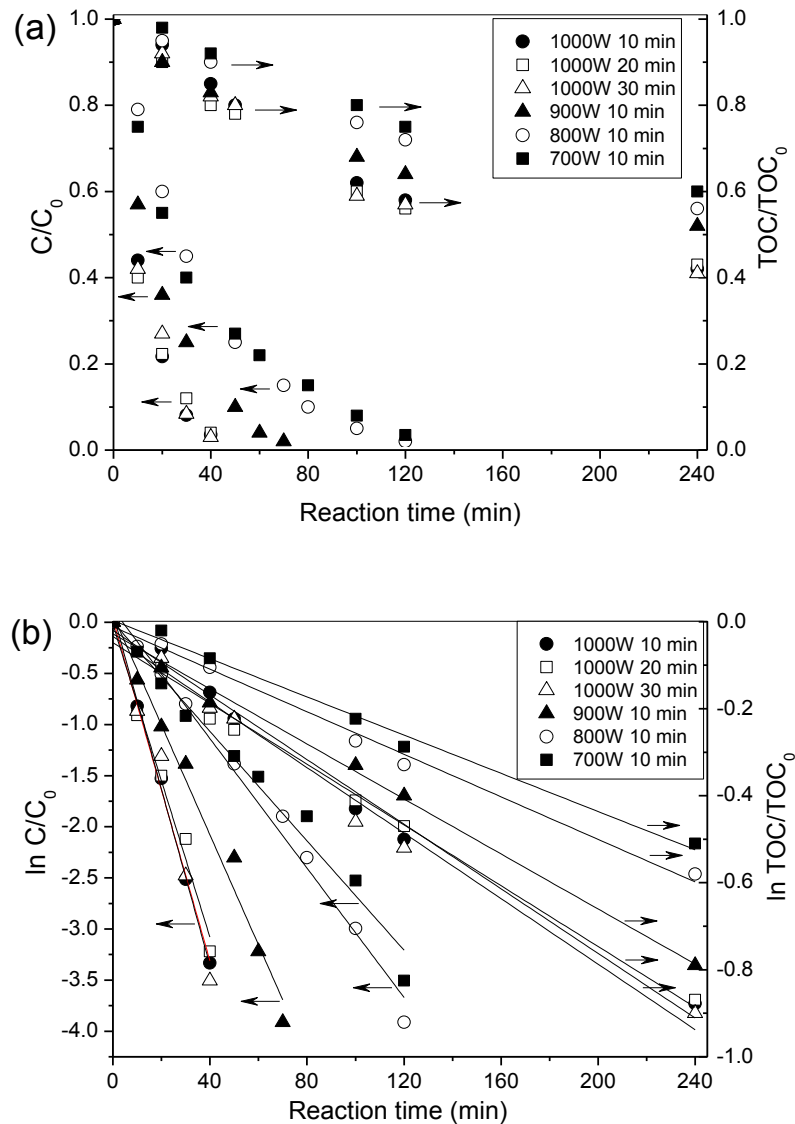 (a)
1.0
0.8
0.6
0.4
0.2
0.0
C/C0
1.0
0.8
0.6
0.4
0.2
0.0
TOC/TOC0
1000W 10 min
1000W 20 min
1000W 30 min
900W 10 min
800W 10 min
700W 10 min
0 40 80 120 160 200 240
Reaction time (min)
(b)
0.0
-0.5
-1.0
-1.5
-2.0
-2.5
-3.0
-3.5
-4.0
ln C/C0
0.0
-0.2
-0.4
-0.6
-0.8
-1.0
ln TOC/TOC0
1000W 10 min
1000W 20 min
1000W 30 min
900W 10 min
800W 10 min
700W 10 min
0 40 80 120 160 200 240
Reaction time (min)